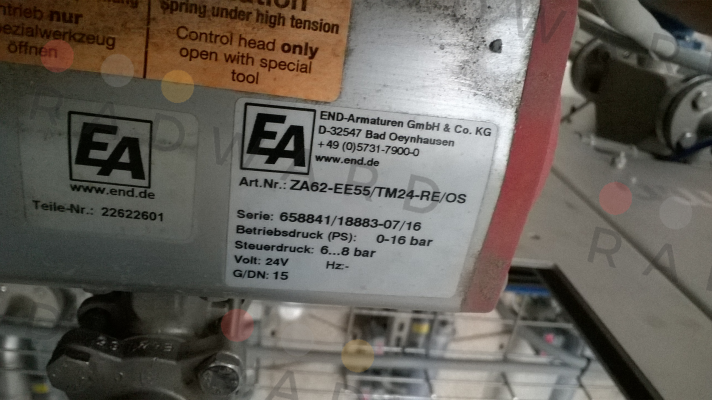 ntrieb nur
öffnen
Spring under high tension
Control head only
open with special
tool
EA
www.end.de
Teile-Nr.: 22622601
EA
END-Armaturen GmbH & Co. KG
D-32547 Bad Oeynhausen
+49 (0)5731-7900-0
www.end.de
Art.Nr.: ZA62-EE55/TM24-RE/OS
Serie: 658841/18883-07/16
Betriebsdruck (PS): 0-16 bar
Steuerdruck: 6...8 bar
Volt: 24V Hz:-
G/DN: 15
RADWARD